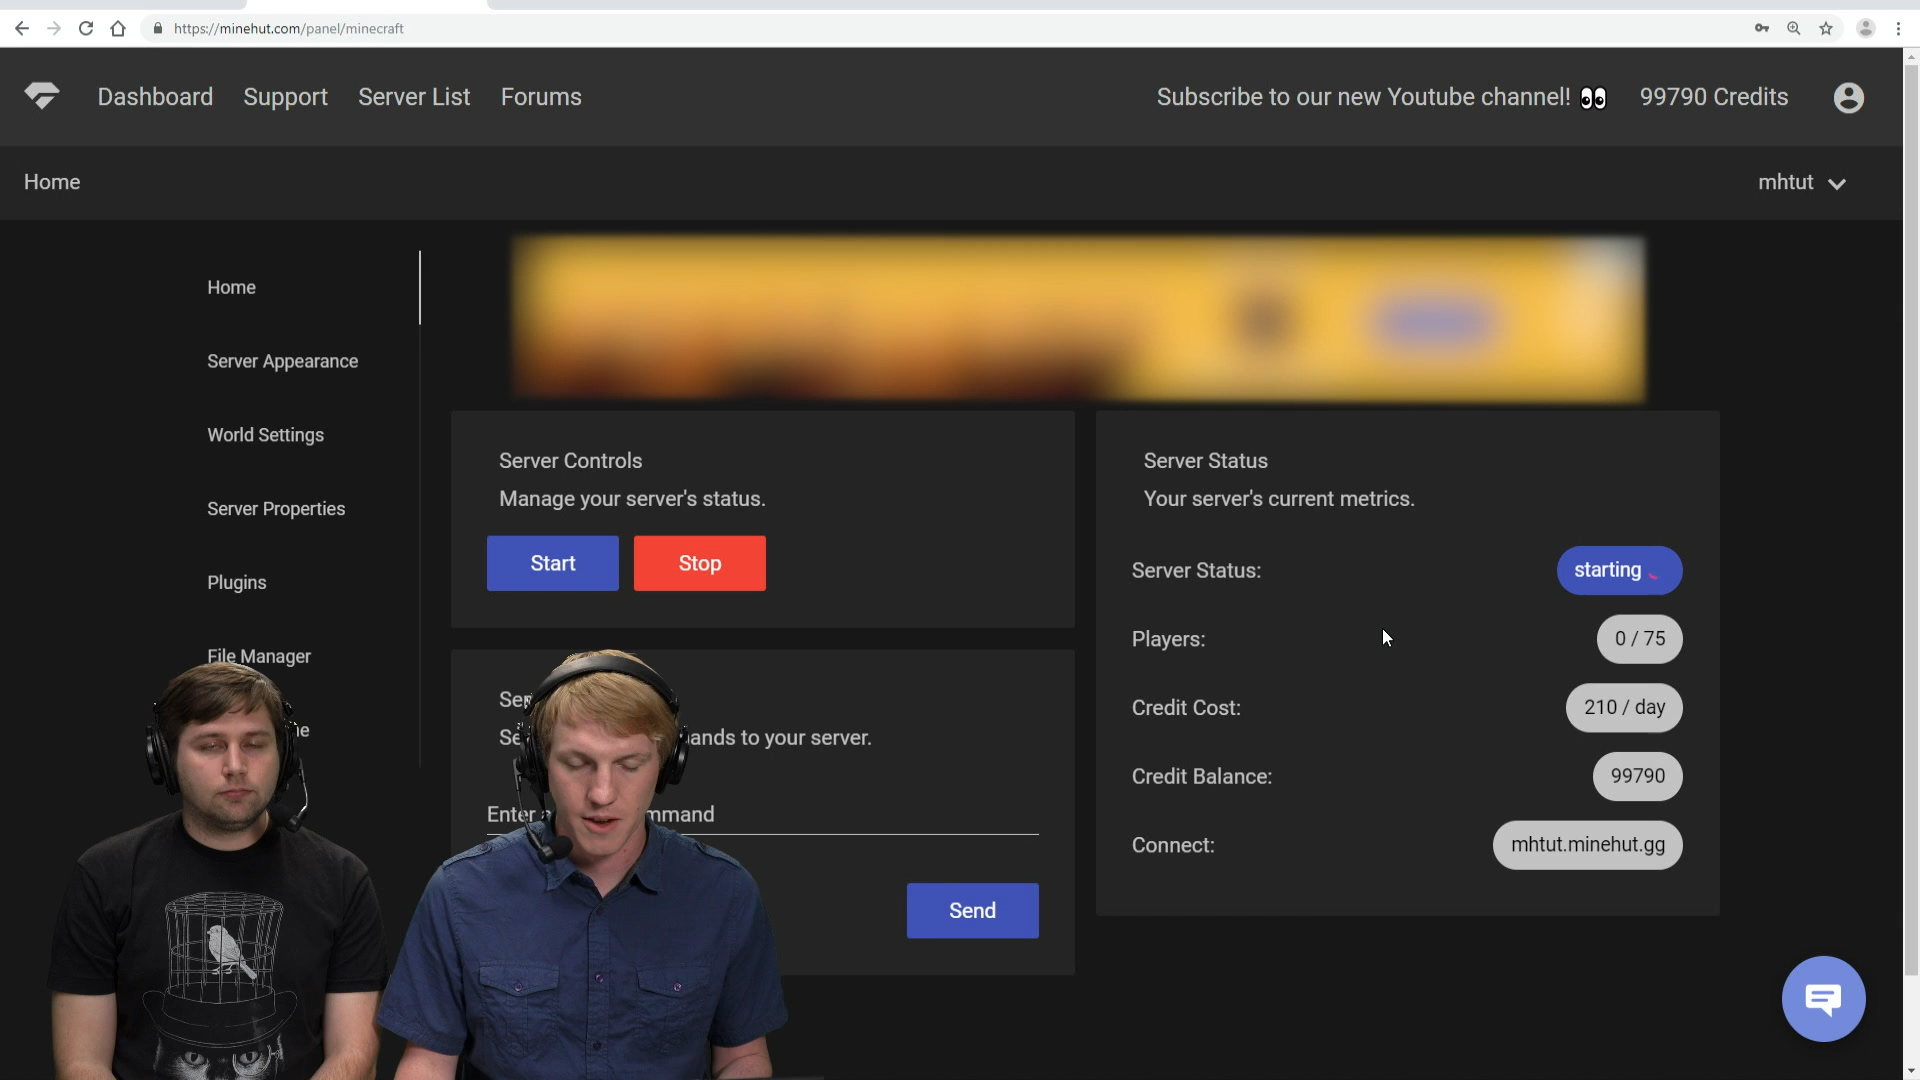 https://minehut.com/panel/minecraft
Dashboard Support Server List Forums Subscribe to our new Youtube channel! 👀 99790 Credits
Home mhtut
Home
Server Appearance
World Settings
Server Properties
Plugins
File Manager
Server Controls
Manage your server's status.
Start Stop
Enter
Send
Server Status
Your server's current metrics.
Server Status: starting
Players: 0 / 75
Credit Cost: 210 / day
Credit Balance: 99790
Connect: mhtut.minehut.gg
to your server.